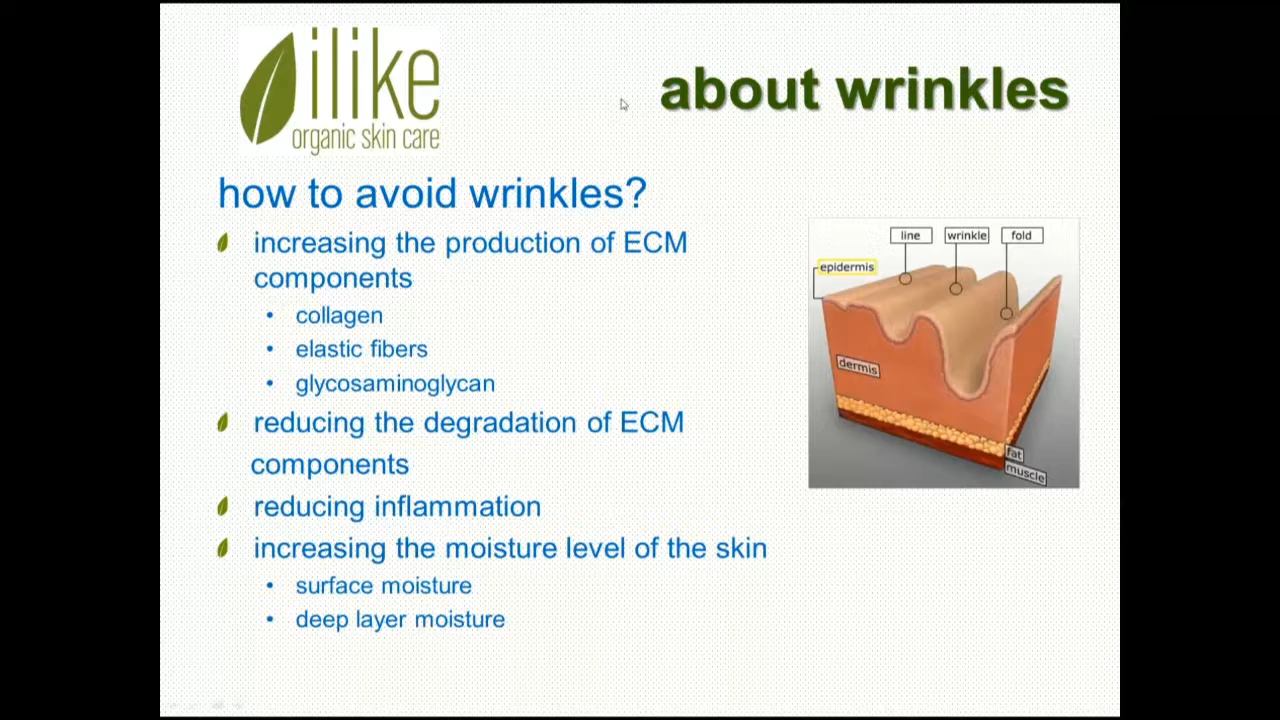 ilike
organic skin care
about wrinkles
how to avoid wrinkles?
increasing the production of ECM
components
• collagen
• elastic fibers
• glycosaminoglycan
reducing the degradation of ECM
components
reducing inflammation
increasing the moisture level of the skin
• surface moisture
• deep layer moisture
line wrinkle fold
epidermis
dermis
fat
muscle